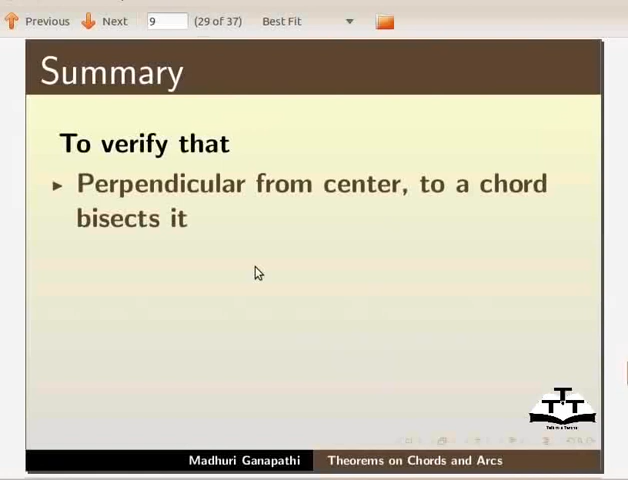 Previous Next 9 (29 of 37) Best Fit
Summary
To verify that
Perpendicular from center, to a chord
bisects it
T
T T
Madhuri Ganapathi Theorems on Chords and Arcs